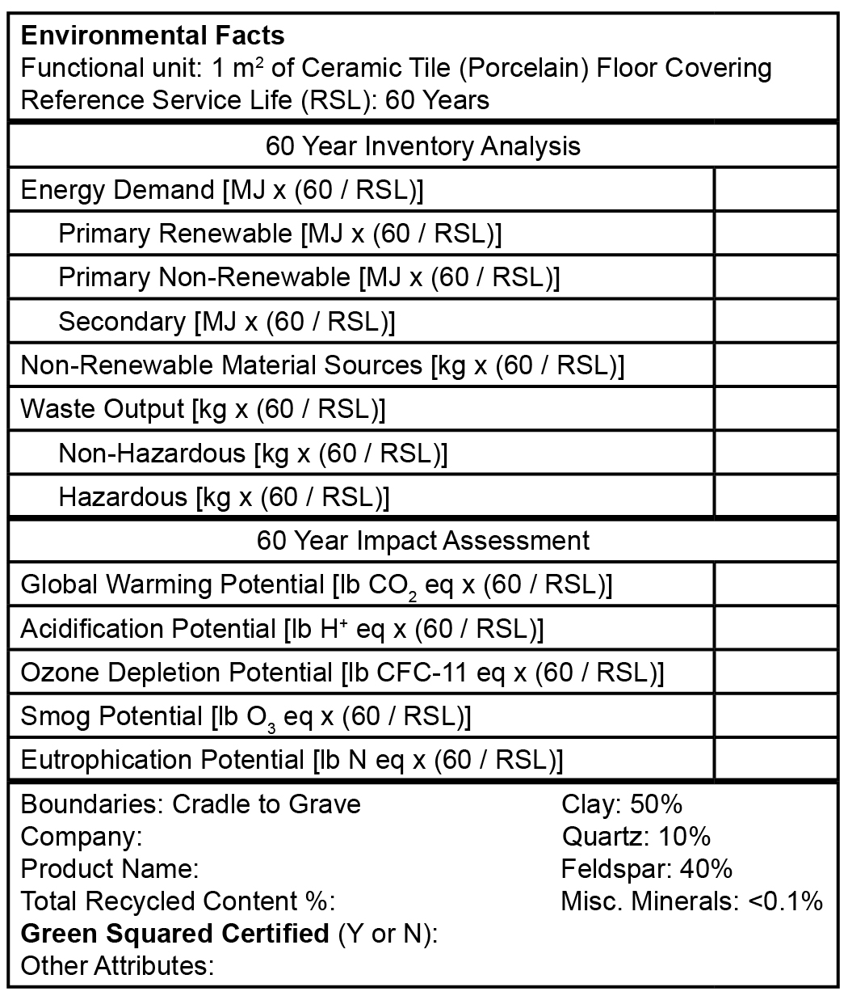 Environmental Facts
Functional unit: 1 m² of Ceramic Tile (Porcelain) Floor Covering
Reference Service Life (RSL): 60 Years
60 Year Inventory Analysis
Energy Demand [MJ x (60 / RSL)]
Primary Renewable [MJ x (60 / RSL)]
Primary Non-Renewable [MJ x (60 / RSL)]
Secondary [MJ x (60 / RSL)]
Non-Renewable Material Sources [kg x (60 / RSL)]
Waste Output [kg x (60 / RSL)]
Non-Hazardous [kg x (60 / RSL)]
Hazardous [kg x (60 / RSL)]
60 Year Impact Assessment
Global Warming Potential [lb CO₂ eq x (60 / RSL)]
Acidification Potential [lb H⁺ eq x (60 / RSL)]
Ozone Depletion Potential [lb CFC-11 eq x (60 / RSL)]
Smog Potential [lb O₃ eq x (60 / RSL)]
Eutrophication Potential [lb N eq x (60 / RSL)]
Boundaries: Cradle to Grave
Company:
Product Name:
Total Recycled Content %:
Green Squared Certified (Y or N):
Other Attributes:
Clay: 50%
Quartz: 10%
Feldspar: 40%
Misc. Minerals: <0.1%